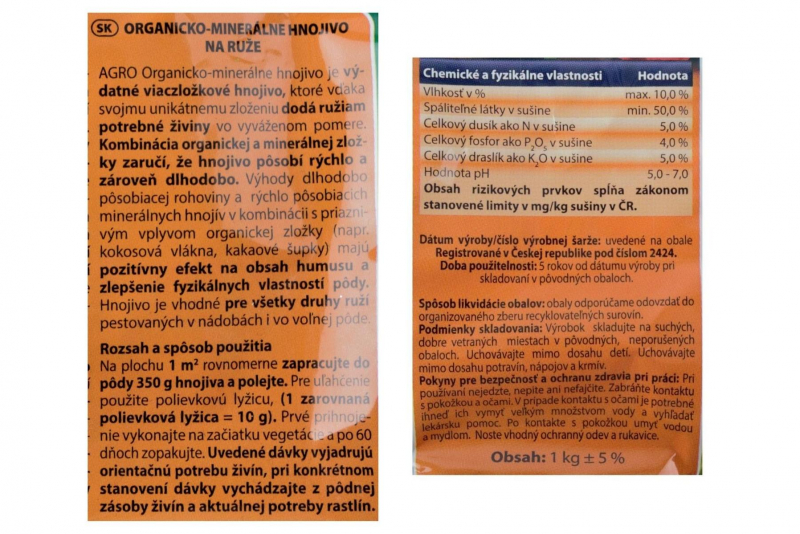 SK ORGANICKO-MINERÁLNE HNOJIVO
NA RUŽE
AGRO Organicko-minerálne hnojivo je vý-
datné viaczložkové hnojivo, ktoré vďaka
svojmu unikátnemu zloženiu dodá ružiam
potrebné živiny vo vyváženom pomere.
Kombinácia organickej a minerálnej zlož-
ky zaručí, že hnojivo pôsobí rýchlo a
zároveň dlhodobo. Výhody dlhodobo
pôsobiacej rohoviny a rýchlo pôsobiacich
minerálnych hnojív v kombinácii s priazni-
vým vplyvom organickej zložky (napr.
kokosová vlákna, kakaové šupky) majú
pozitívny efekt na obsah humusu a
zlepšenie fyzikálnych vlastností pôdy.
Hnojivo je vhodné pre všetky druhy ruží
pestovaných v nádobách i vo voľnej pôde.
Rozsah a spôsob použitia
Na plochu 1 m² rovnomerne zapracujte do
pôdy 350 g hnojiva a polejte. Pre uľahčenie
použite polievkovú lyžicu, (1 zarovnaná
polievková lyžica = 10 g). Prvé prihnoje-
nie vykonajte na začiatku vegetácie a po 60
dňoch zopakujte. Uvedené dávky vyjadrujú
orientačnú potrebu živín, pri konkrétnom
stanovení dávky vychádzajte z pôdnej
zásoby živín a aktuálnej potreby rastlín.
Chemické a fyzikálne vlastnosti Hodnota
Vlhkosť v % max. 10,0 %
Spáliteľné látky v sušine min. 50,0 %
Celkový dusík ako N v sušine 5,0 %
Celkový fosfor ako P₂O₅ v sušine 4,0 %
Celkový draslík ako K₂O v sušine 5,0 %
Hodnota pH 5,0 - 7,0
Obsah rizikových prvkov spĺňa zákonom
stanovené limity v mg/kg sušiny v ČR.
Dátum výroby/číslo výrobnej šarže: uvedené na obale
Registrované v Českej republike pod číslom 2424.
Doba použiteľnosti: 5 rokov od dátumu výroby pri
skladovaní v pôvodných obaloch.
Spôsob likvidácie obalov: obaly odporúčame odovzdať do
organizovaného zberu recyklovateľných surovín.
Podmienky skladovania: Výrobok skladujte na suchých,
dobre vetraných miestach v pôvodných, neporušených
obaloch. Uchovávajte mimo dosahu detí. Uchovávajte
mimo dosahu potravín, nápojov a krmív.
Pokyny pre bezpečnosť a ochranu zdravia pri práci: Pri
používaní nejedzte, nepite ani nefajčite. Zabráňte kontaktu
s pokožkou a očami. V prípade kontaktu s očami je potrebné
ihneď ich vymyť veľkým množstvom vody a vyhľadať
lekársku pomoc. Po kontakte s pokožkou umyť vodou
a mydlom. Noste vhodný ochranný odev a rukavice.
Obsah: 1 kg ± 5 %